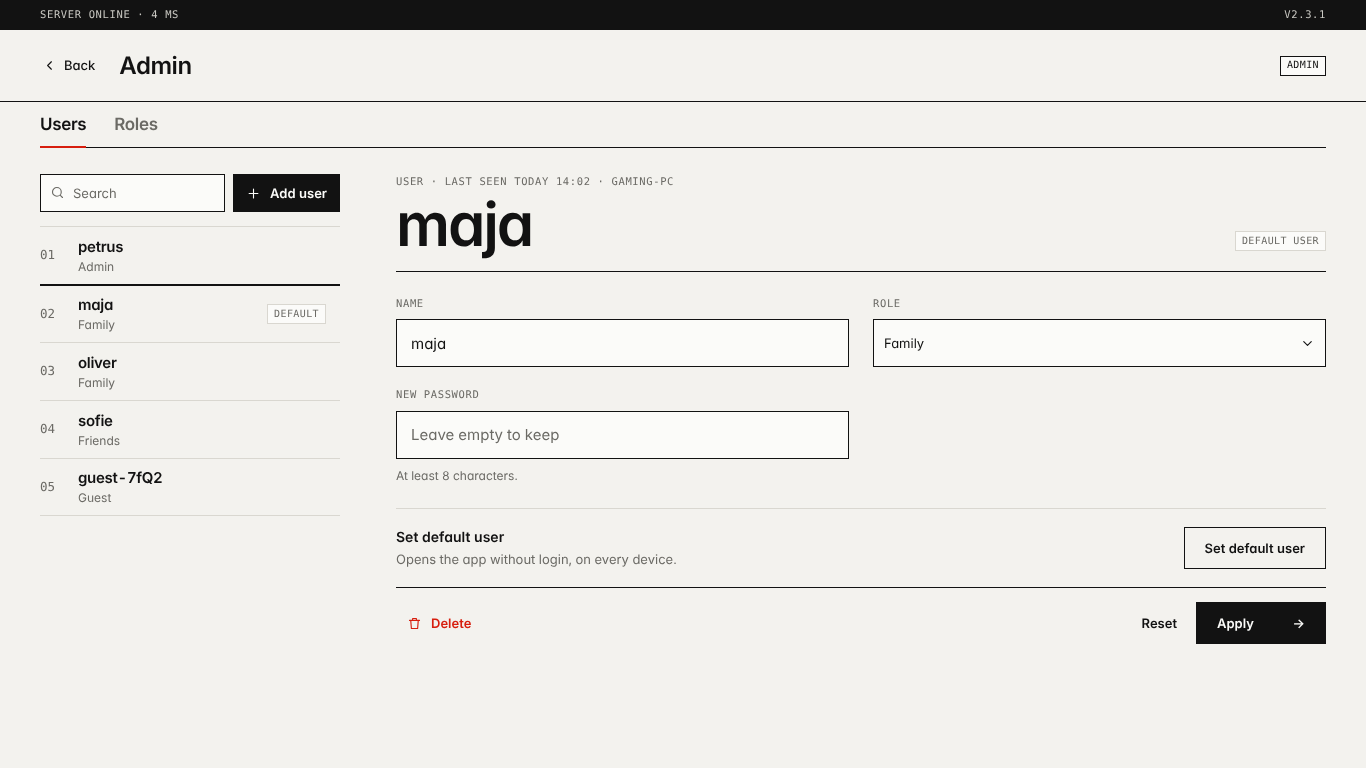 SERVER ONLINE · 4 MS
V2.3.1
Back
Admin
ADMIN
Users
Roles
Search
Add user
01
petrus
Admin
02
maja
Family
DEFAULT
03
oliver
Family
04
sofie
Friends
05
guest-7fQ2
Guest
USER · LAST SEEN TODAY 14:02 · GAMING-PC
maja
DEFAULT USER
NAME
ROLE
maja
Family
NEW PASSWORD
Leave empty to keep
At least 8 characters.
Set default user
Opens the app without login, on every device.
Set default user
Delete
Reset
Apply